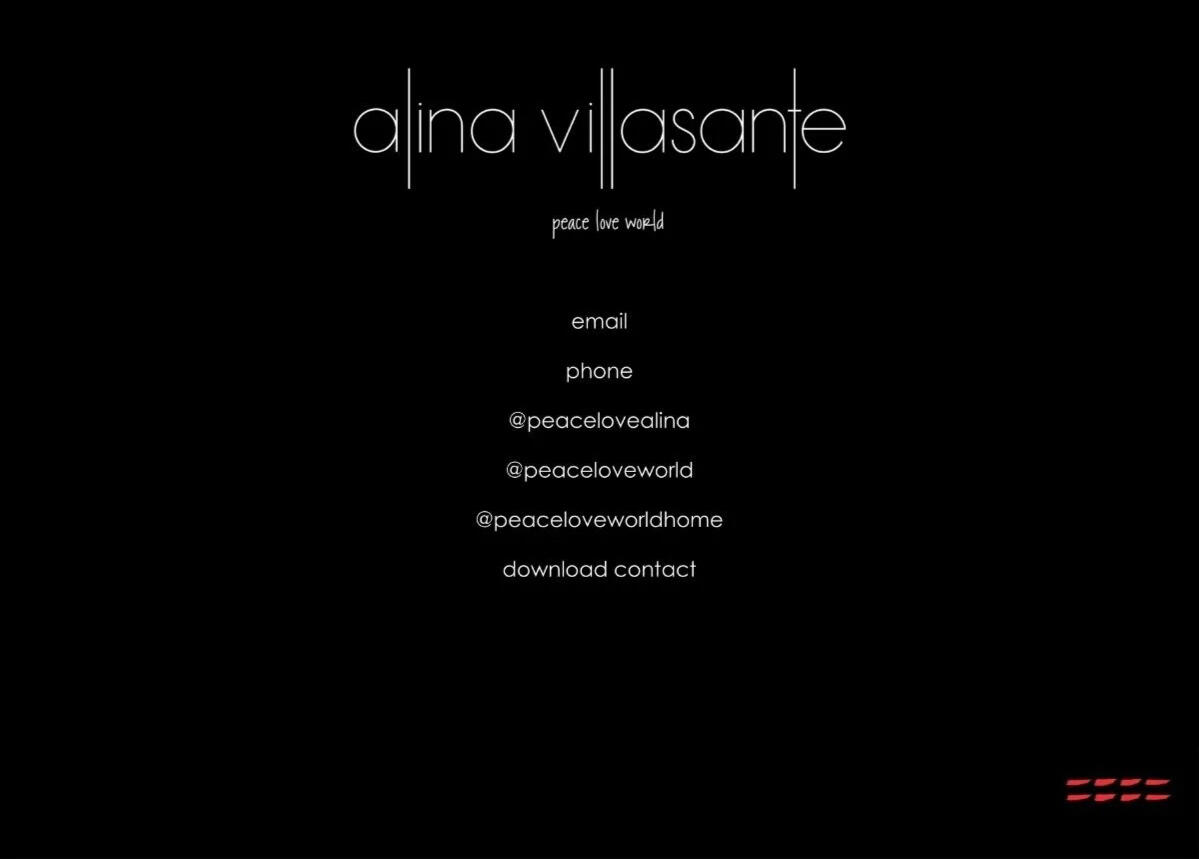 alina villasante
peace love world
email
phone
@peacelovealina
@peaceloveworld
@peaceloveworldhome
download contact